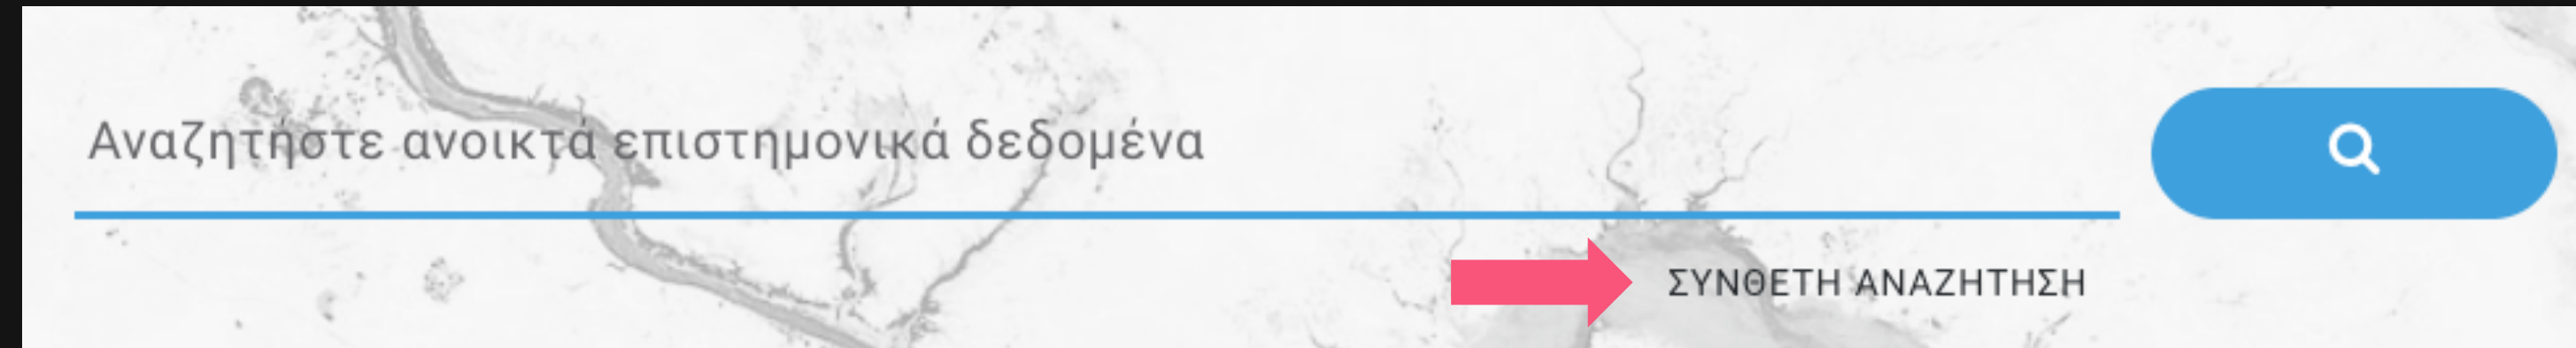 Αναζητήστε ανοικτά επιστημονικά δεδομένα
ΣΥΝΘΕΤΗ ΑΝΑΖΗΤΗΣΗ